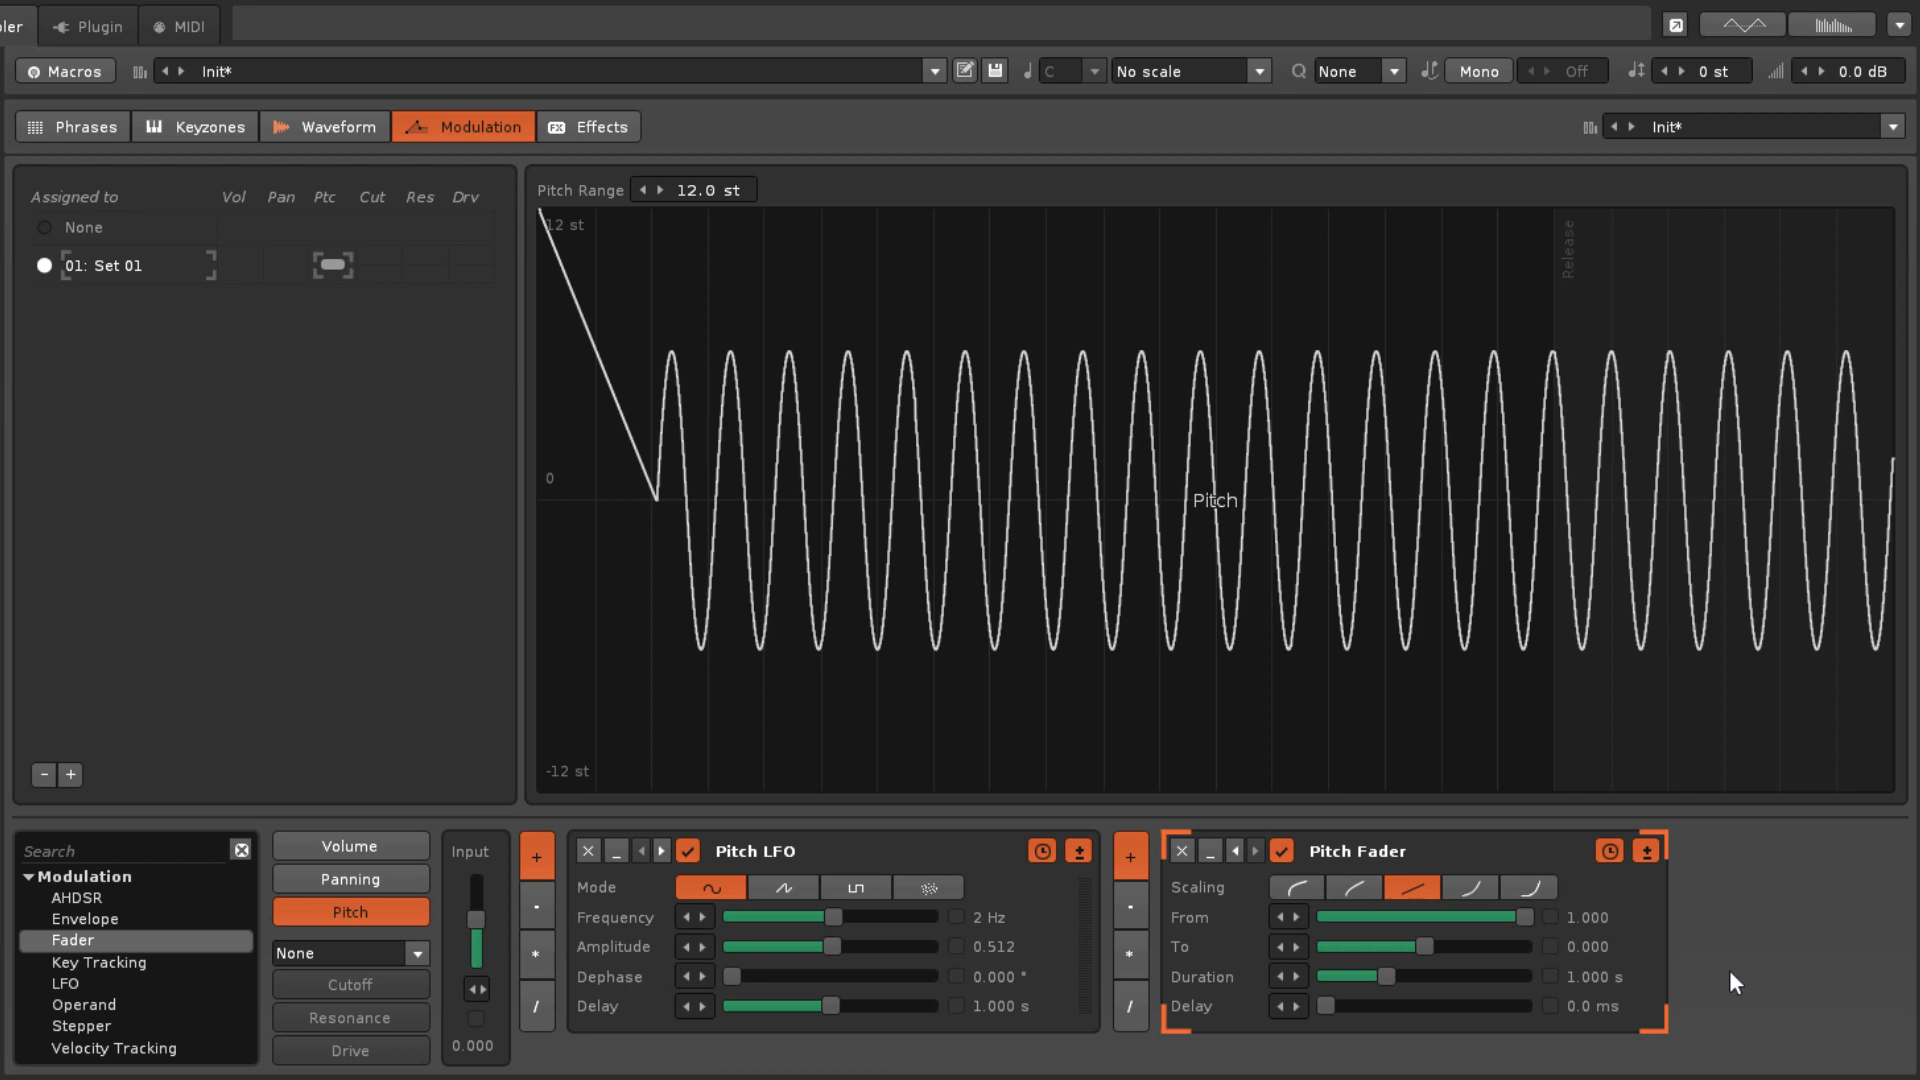 oler Plugin MIDI
Macros Init* C No scale None Mono Off 0 st 0.0 dB
Phrases Keyzones Waveform Modulation FX Effects Init*
Assigned to Vol Pan Ptc Cut Res Drv
None
01: Set 01
- +
Pitch Range 12.0 st
12 st
Release
0
Pitch
-12 st
Search
Modulation
AHDSR
Envelope
Fader
Key Tracking
LFO
Operand
Stepper
Velocity Tracking
Volume
Panning
Pitch
None
Cutoff
Resonance
Drive
Input
0.000
+
-
*
/
Pitch LFO
Mode
Frequency 2 Hz
Amplitude 0.512
Dephase 0.000 °
Delay 1.000 s
+
-
*
/
Pitch Fader
Scaling
From 1.000
To 0.000
Duration 1.000 s
Delay 0.0 ms